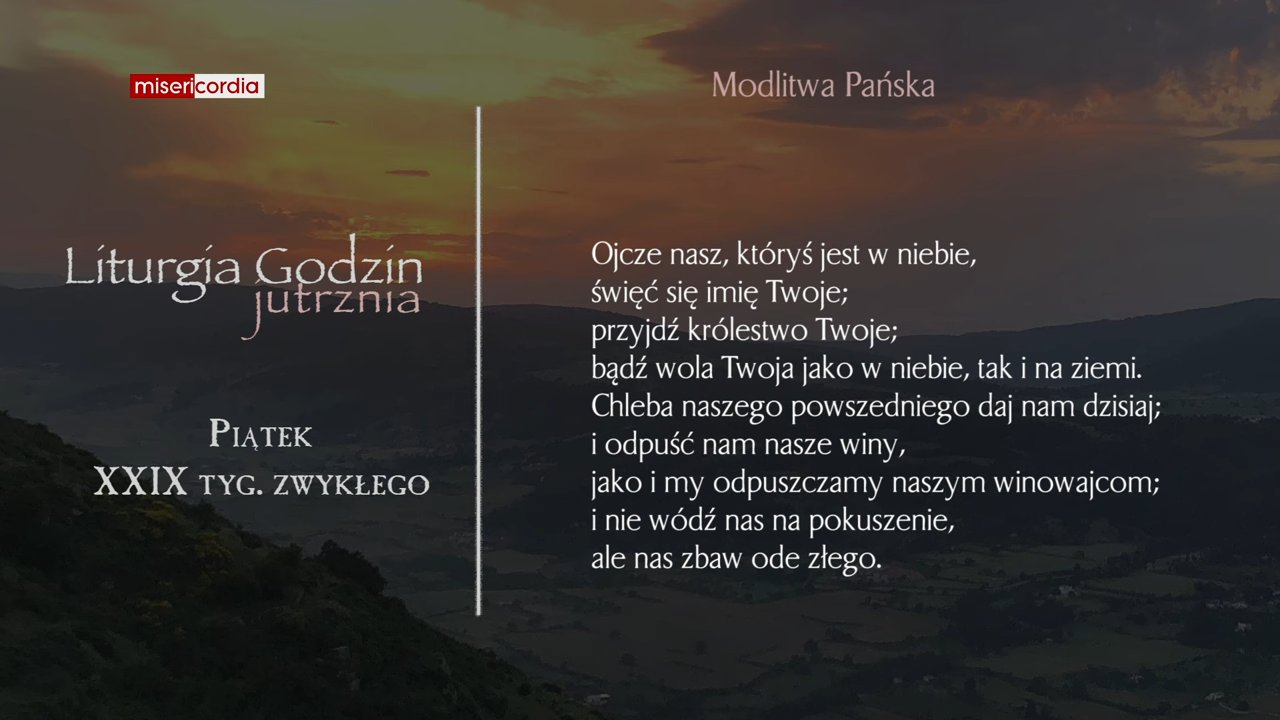 misericordia
Liturgia Godzin
jutrznia
Piątek
XXIX tyg. zwykłego
Modlitwa Pańska
Ojcze nasz, któryś jest w niebie,
święć się imię Twoje;
przyjdź królestwo Twoje;
bądź wola Twoja jako w niebie, tak i na ziemi.
Chleba naszego powszedniego daj nam dzisiaj;
i odpuść nam nasze winy,
jako i my odpuszczamy naszym winowajcom;
i nie wódź nas na pokuszenie,
ale nas zbaw ode złego.